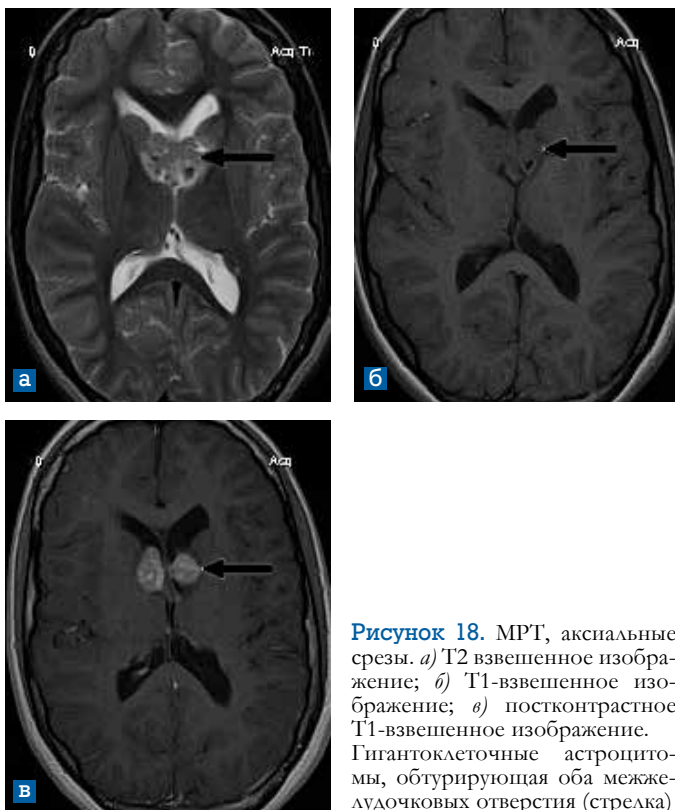 Acq Tr
а
Acq
б
Acq
в
Рисунок 18. МРТ, аксиальные
срезы. а) Т2 взвешенное изобра-
жение; б) Т1-взвешенное изо-
бражение; в) постконтрастное
Т1-взвешенное изображение.
Гигантоклеточные астроцито-
мы, обтурирующая оба межже-
лудочковых отверстия (стрелка)